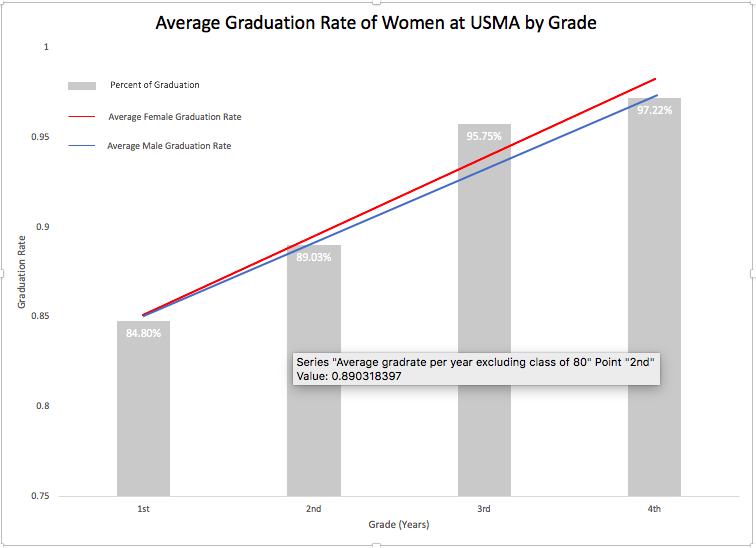 Average Graduation Rate of Women at USMA by Grade
1
Percent of Graduation
Average Female Graduation Rate
Average Male Graduation Rate
0.95
0.9
0.85
0.8
0.75
Graduation Rate
84.80%
89.03%
95.75%
97.22%
Series "Average gradrate per year excluding class of 80" Point "2nd"
Value: 0.890318397
1st 2nd 3rd 4th
Grade (Years)